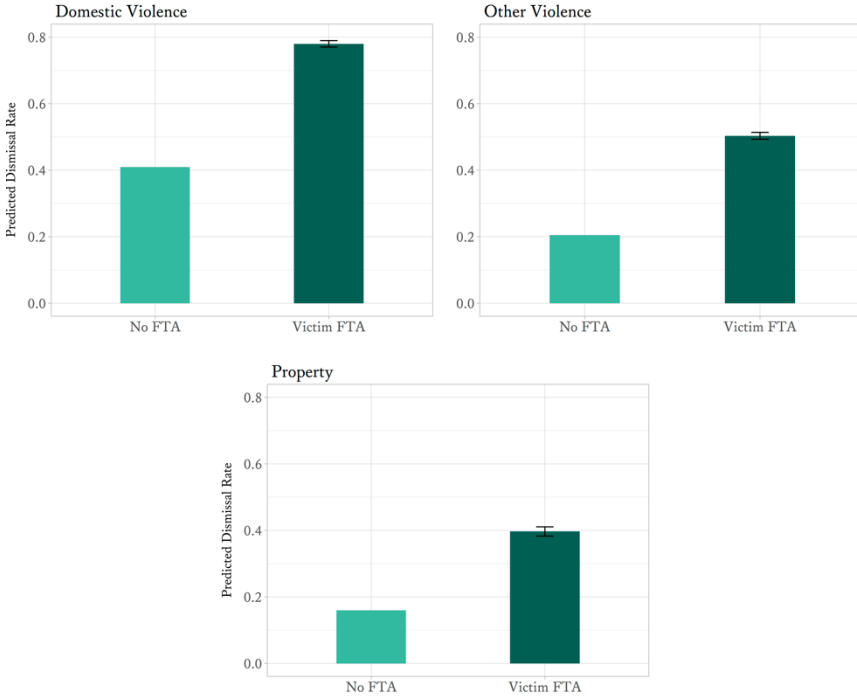 Domestic Violence
Predicted Dismissal Rate
0.8
0.6
0.4
0.2
0.0
No FTA
Victim FTA
Other Violence
0.8
0.6
0.4
0.2
0.0
No FTA
Victim FTA
Property
Predicted Dismissal Rate
0.8
0.6
0.4
0.2
0.0
No FTA
Victim FTA